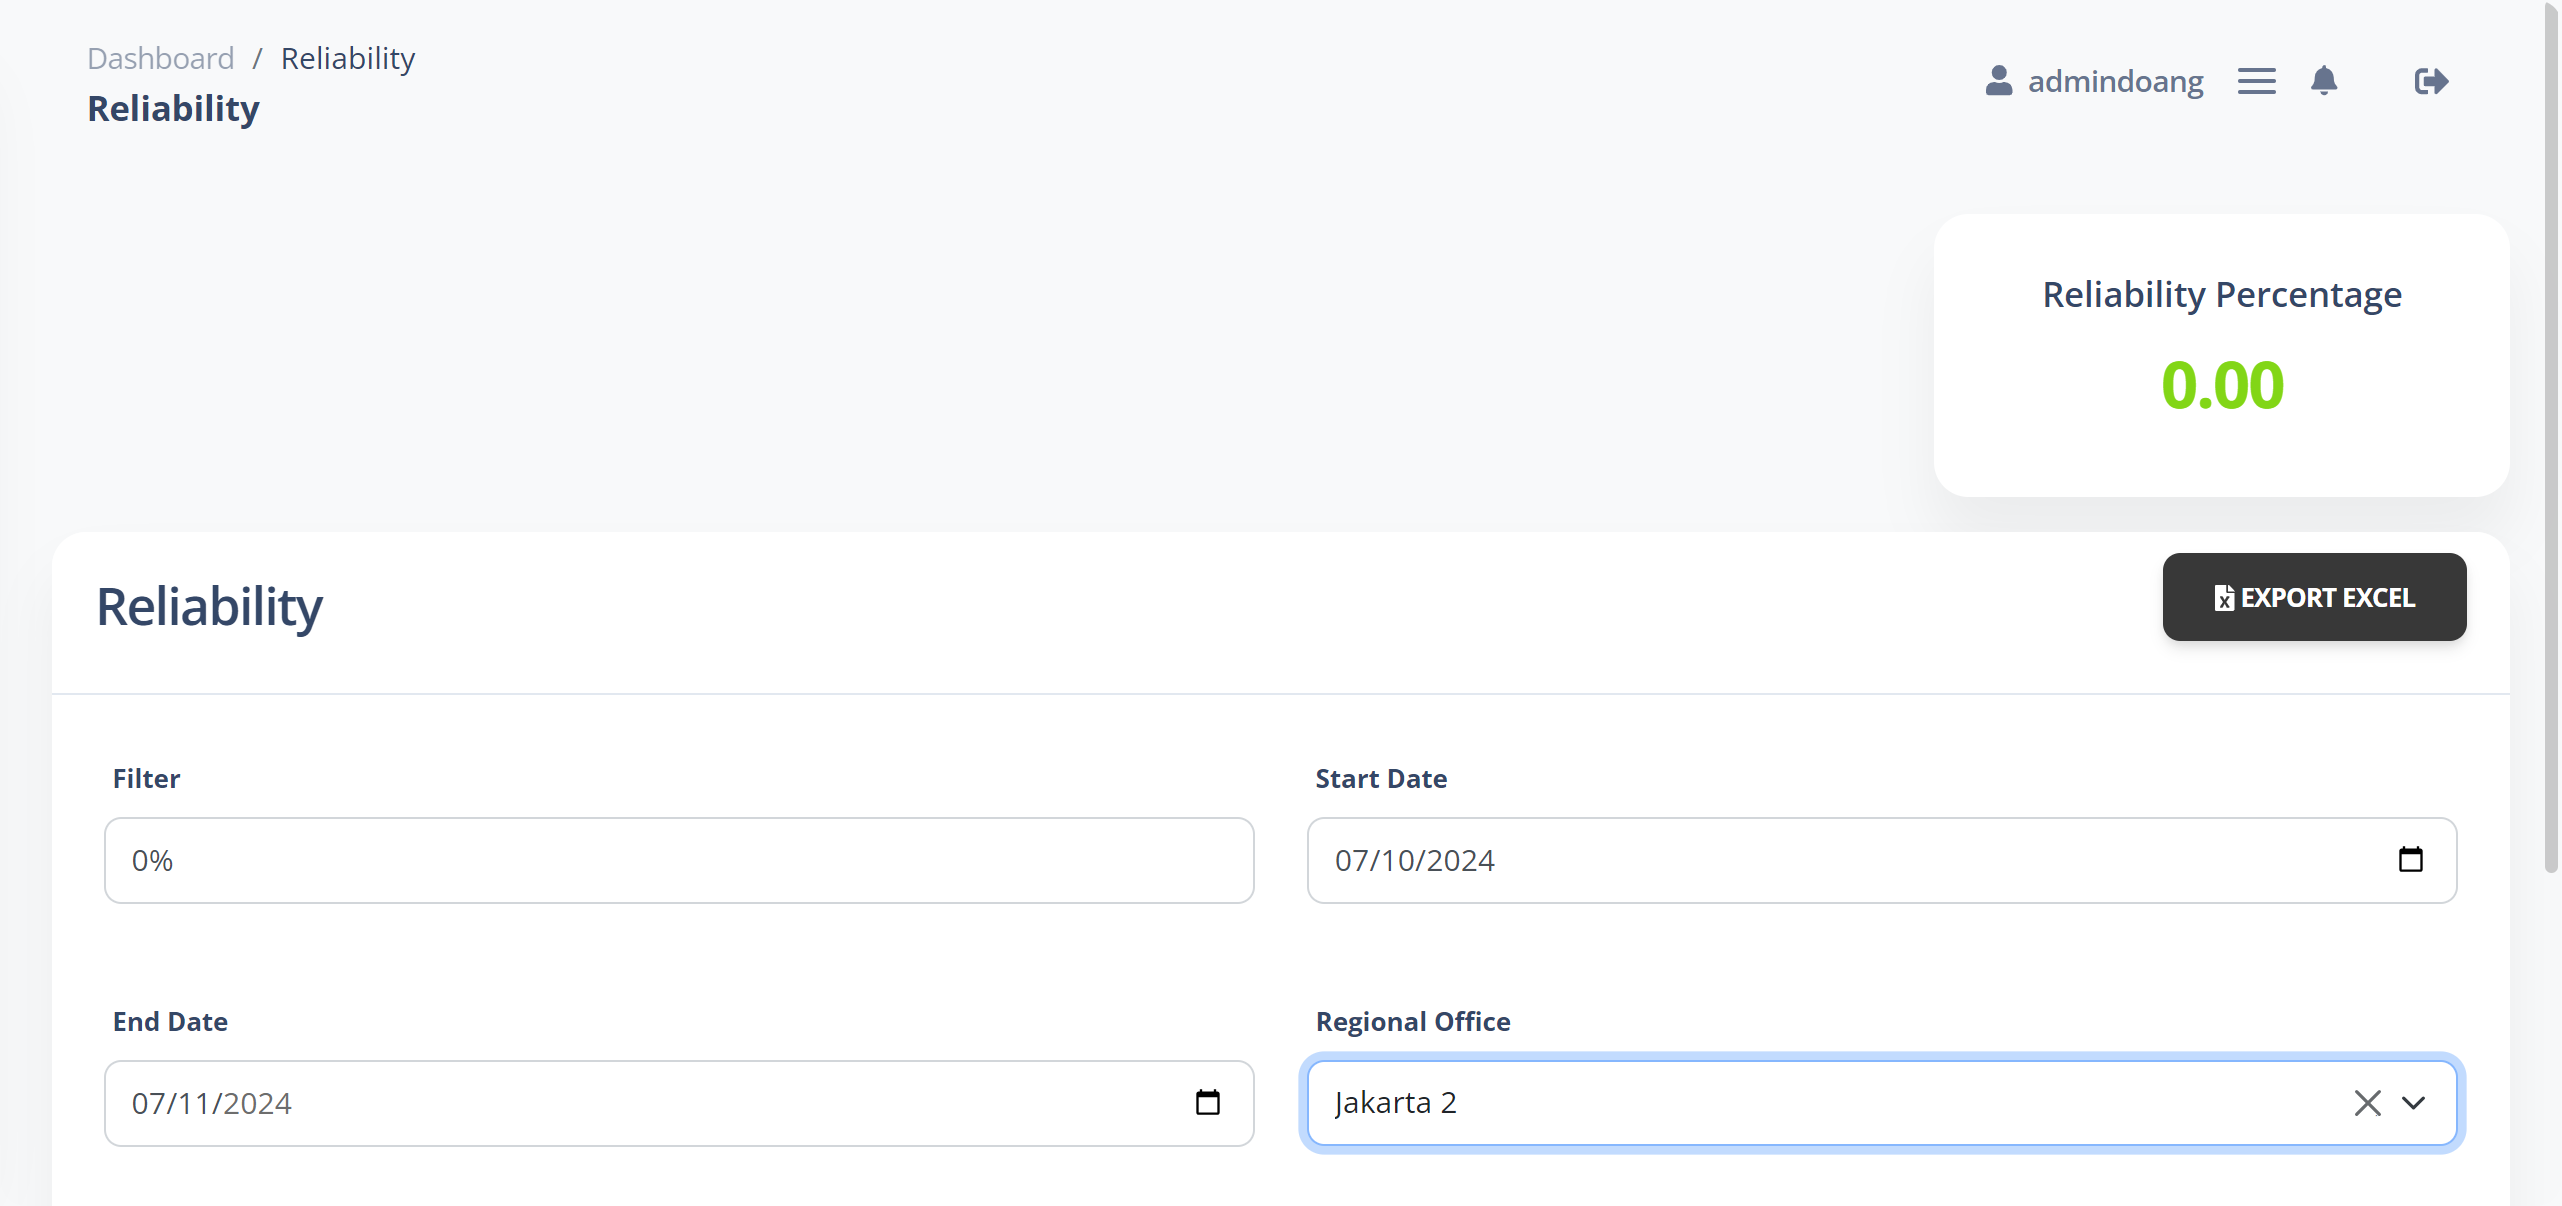 Dashboard / Reliability
Reliability
admindoang
Reliability Percentage
0.00
Reliability
EXPORT EXCEL
Filter
0%
Start Date
07/10/2024
End Date
07/11/2024
Regional Office
Jakarta 2